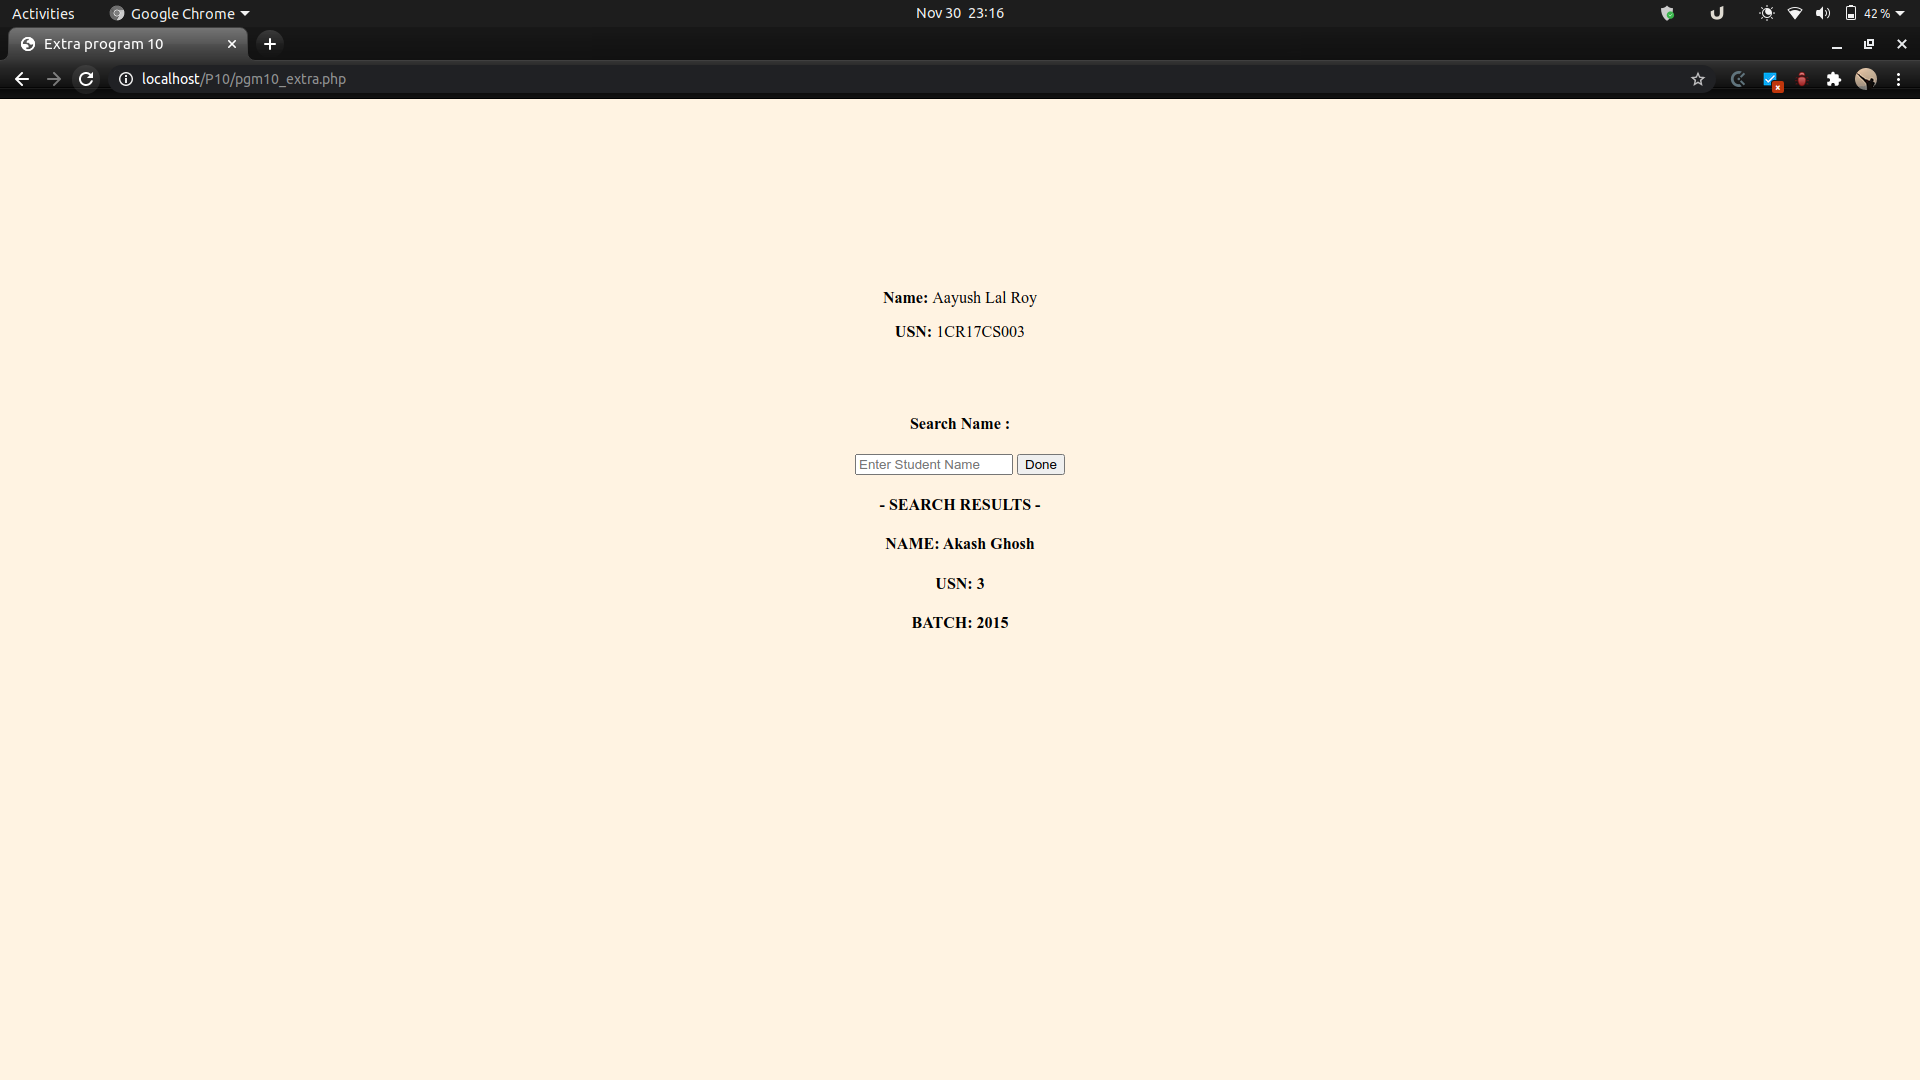 Activities
Google Chrome
Nov 30 23:16
42 %
Extra program 10
localhost/P10/pgm10_extra.php
Name: Aayush Lal Roy
USN: 1CR17CS003
Search Name :
Enter Student Name Done
- SEARCH RESULTS -
NAME: Akash Ghosh
USN: 3
BATCH: 2015